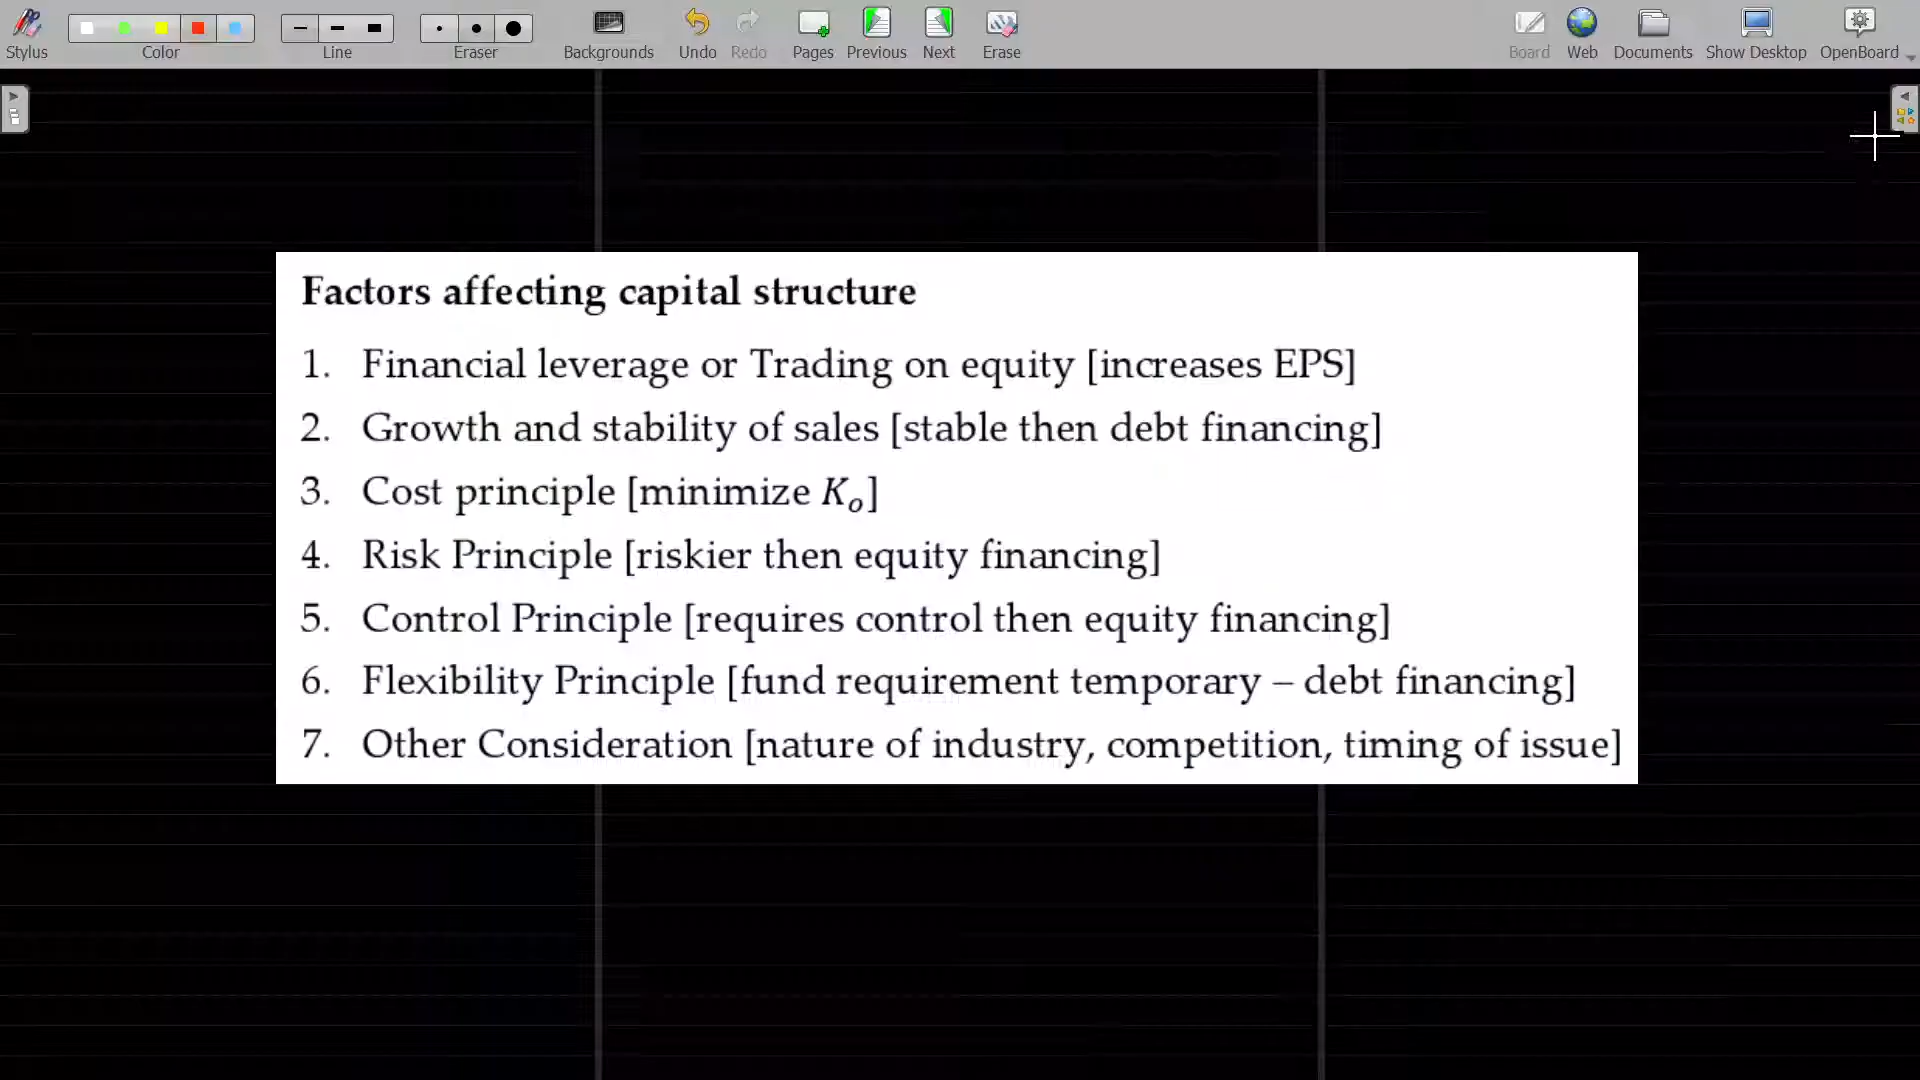 Stylus
Color
Line
Eraser
Backgrounds
Undo
Redo
Pages
Previous
Next
Erase
Board
Web
Documents
Show Desktop
OpenBoard
Factors affecting capital structure
1. Financial leverage or Trading on equity [increases EPS]
2. Growth and stability of sales [stable then debt financing]
3. Cost principle [minimize Kₒ]
4. Risk Principle [riskier then equity financing]
5. Control Principle [requires control then equity financing]
6. Flexibility Principle [fund requirement temporary – debt financing]
7. Other Consideration [nature of industry, competition, timing of issue]